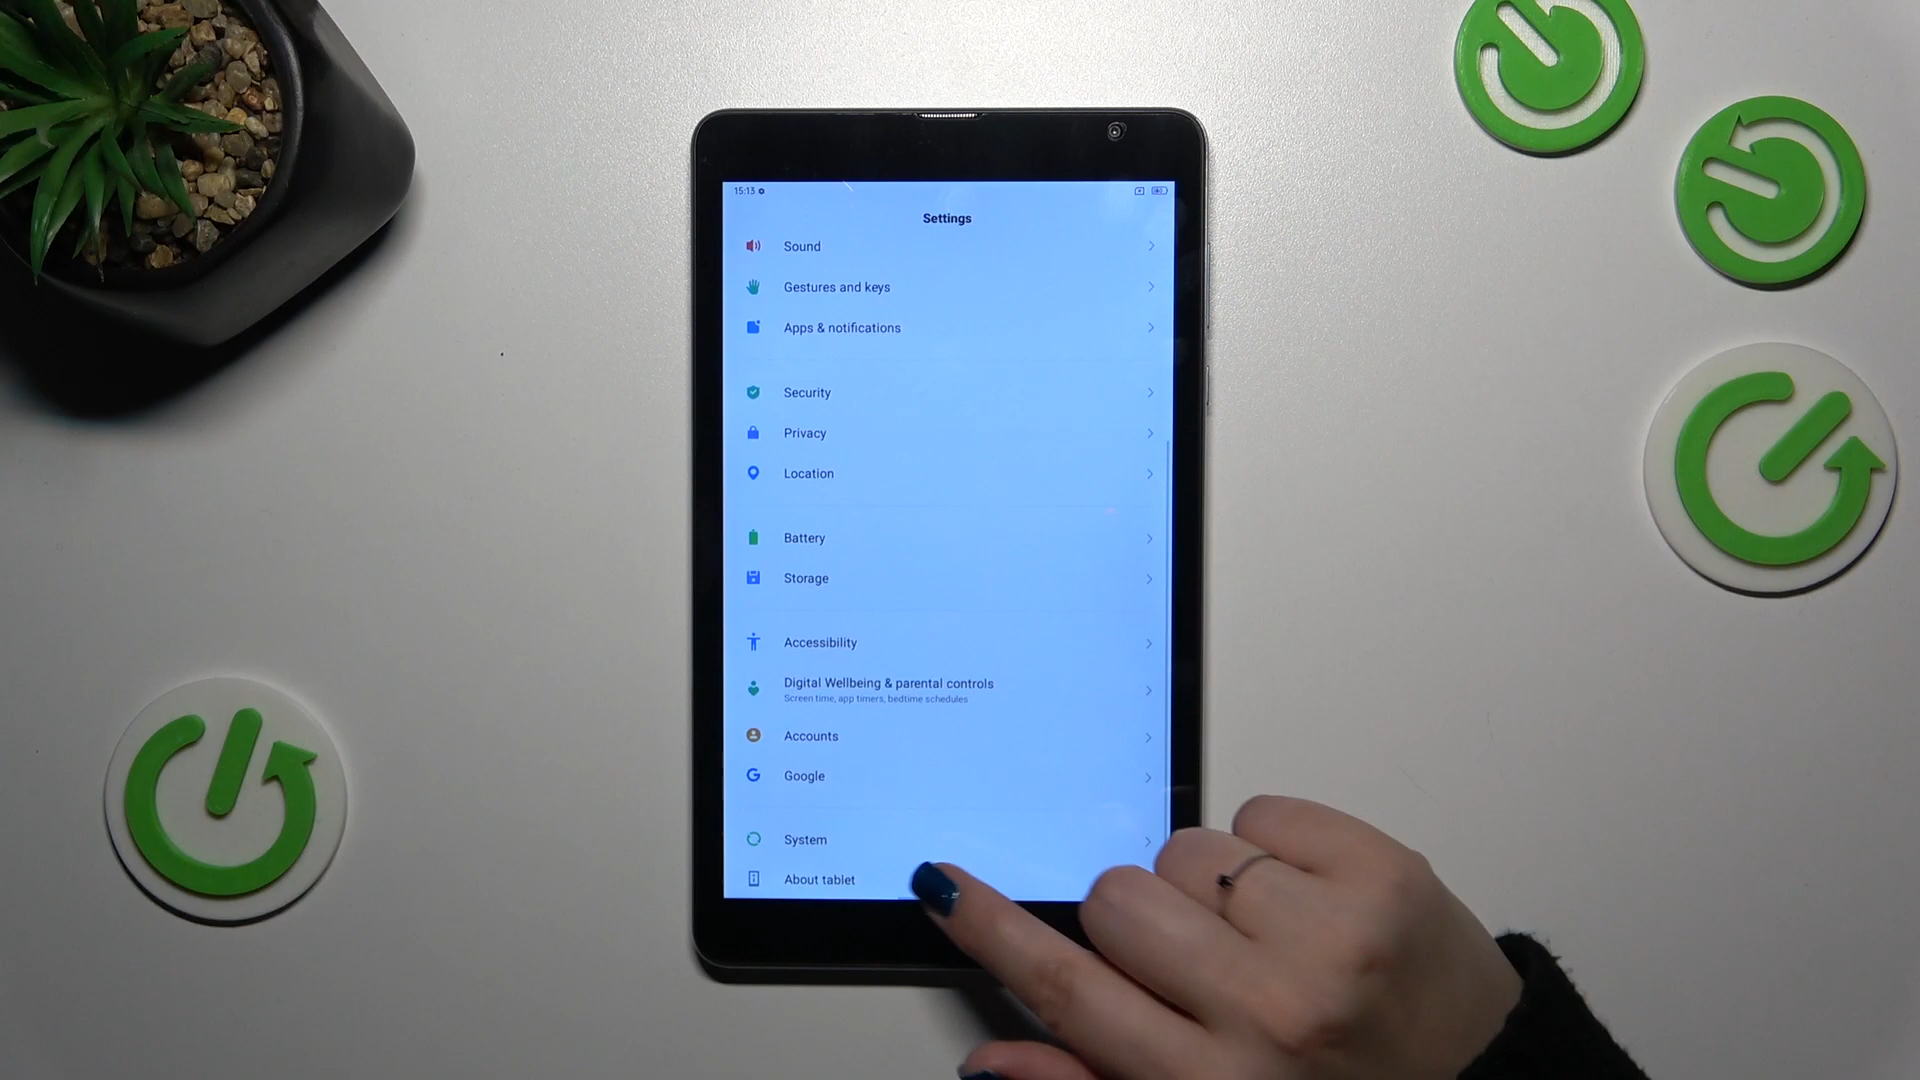 15:13
Settings
Sound
Gestures and keys
Apps & notifications
Security
Privacy
Location
Battery
Storage
Accessibility
Digital Wellbeing & parental controls
Screen time, app timers, bedtime schedules
Accounts
Google
System
About tablet